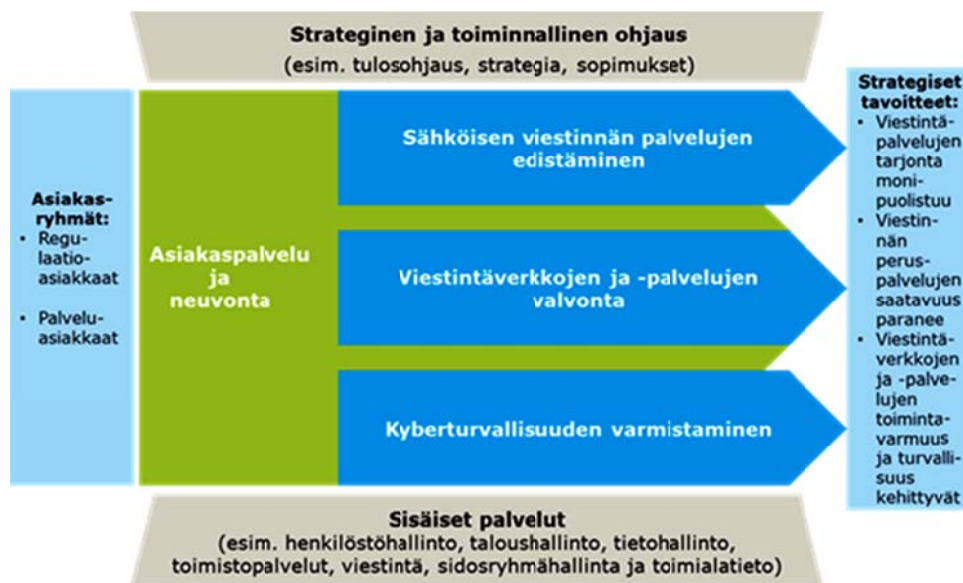 Strateginen ja toiminnallinen ohjaus
(esim. tulosohjaus, strategia, sopimukset)
Asiakas-
ryhmät:
• Regu-
laatio-
asiakkaat
• Palvelu-
asiakkaat
Asiakaspalvelu
ja
neuvonta
Sähköisen viestinnän palvelujen
edistäminen
Viestintäverkkojen ja -palvelujen
valvonta
Kyberturvallisuuden varmistaminen
Strategiset
tavoitteet:
• Viestintä-
palvelujen
tarjonta
moni-
puolistuu
• Viestin-
nän
perus-
palvelujen
saatavuus
paranee
• Viestintä-
verkkojen
ja -palve-
lujen
toiminta-
varmuus
ja turvalli-
suus
kehittyvät
Sisäiset palvelut
(esim. henkilöstöhallinto, taloushallinto, tietohallinto,
toimistopalvelut, viestintä, sidosryhmähallinta ja toimialatieto)